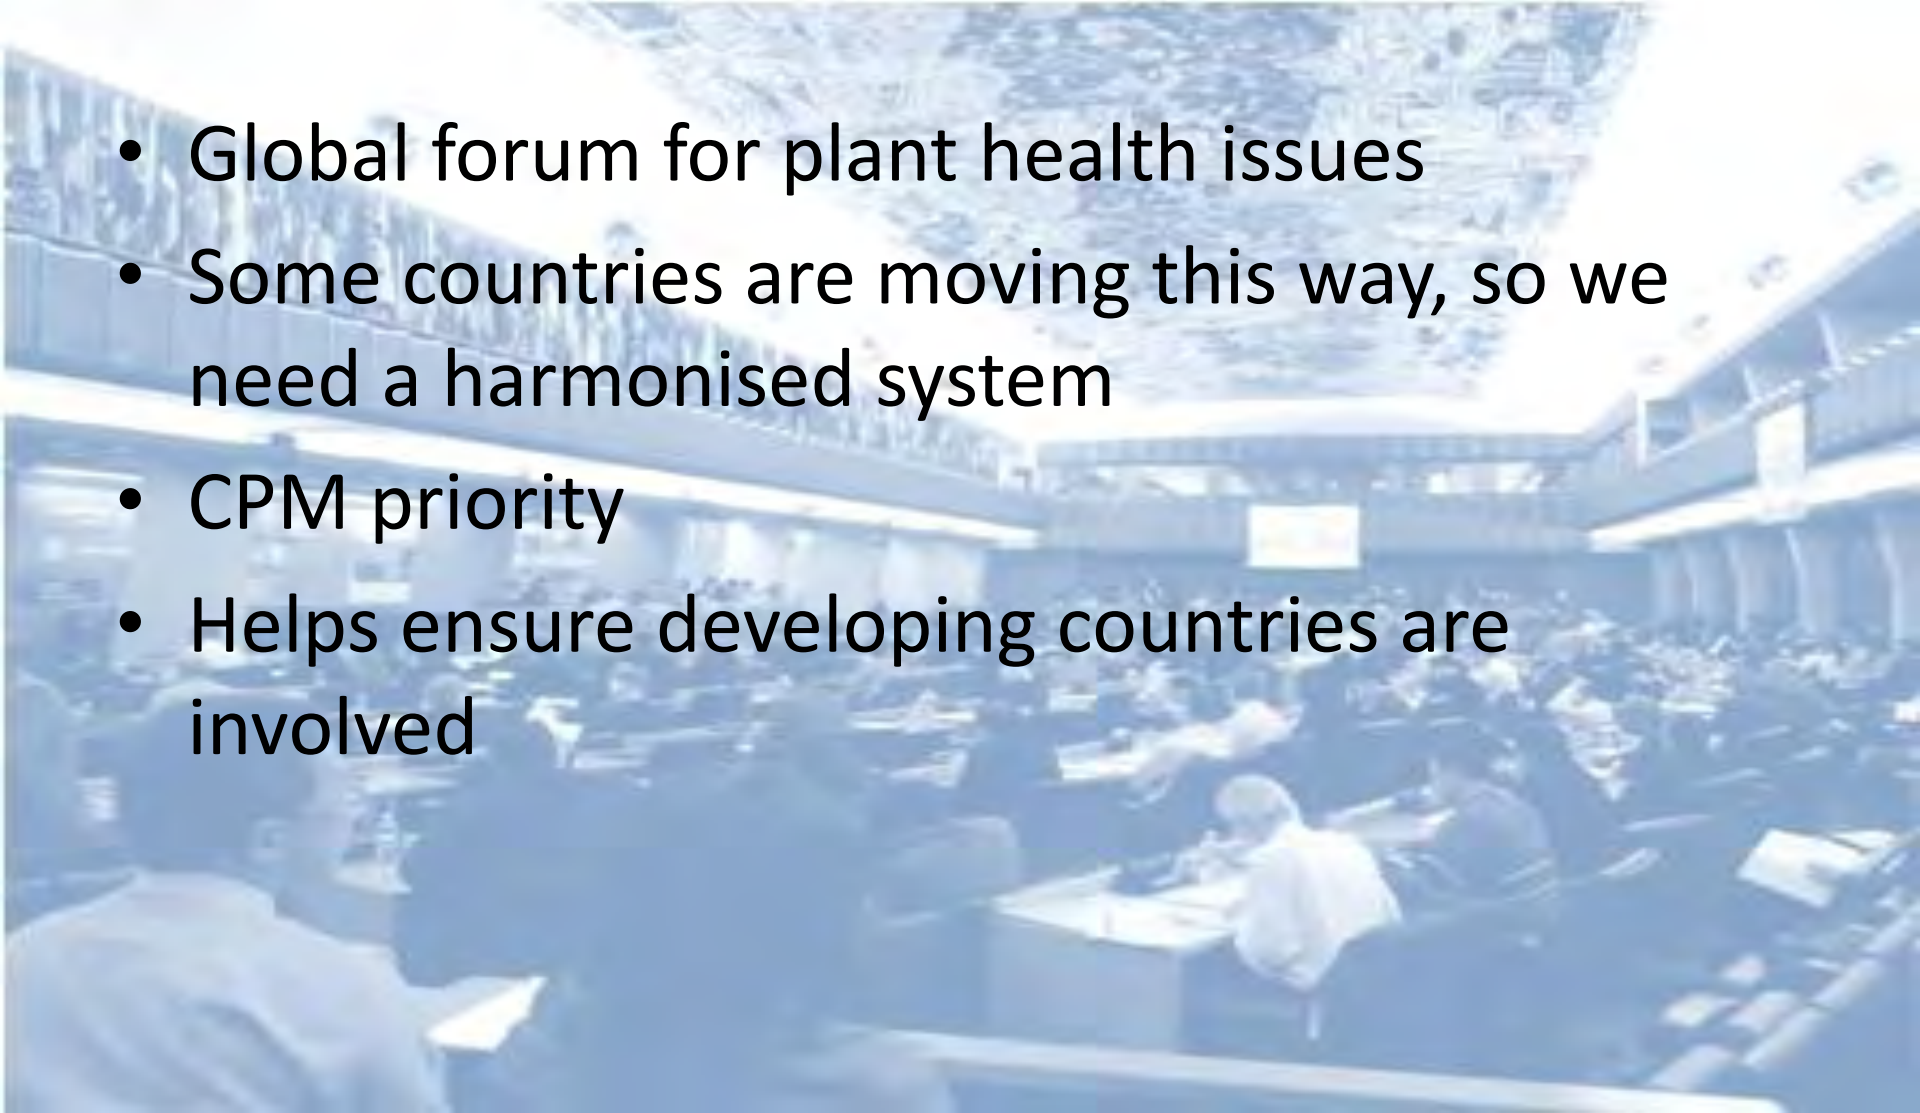 • Global forum for plant health issues
• Some countries are moving this way, so we
need a harmonised system
• CPM priority
• Helps ensure developing countries are
involved